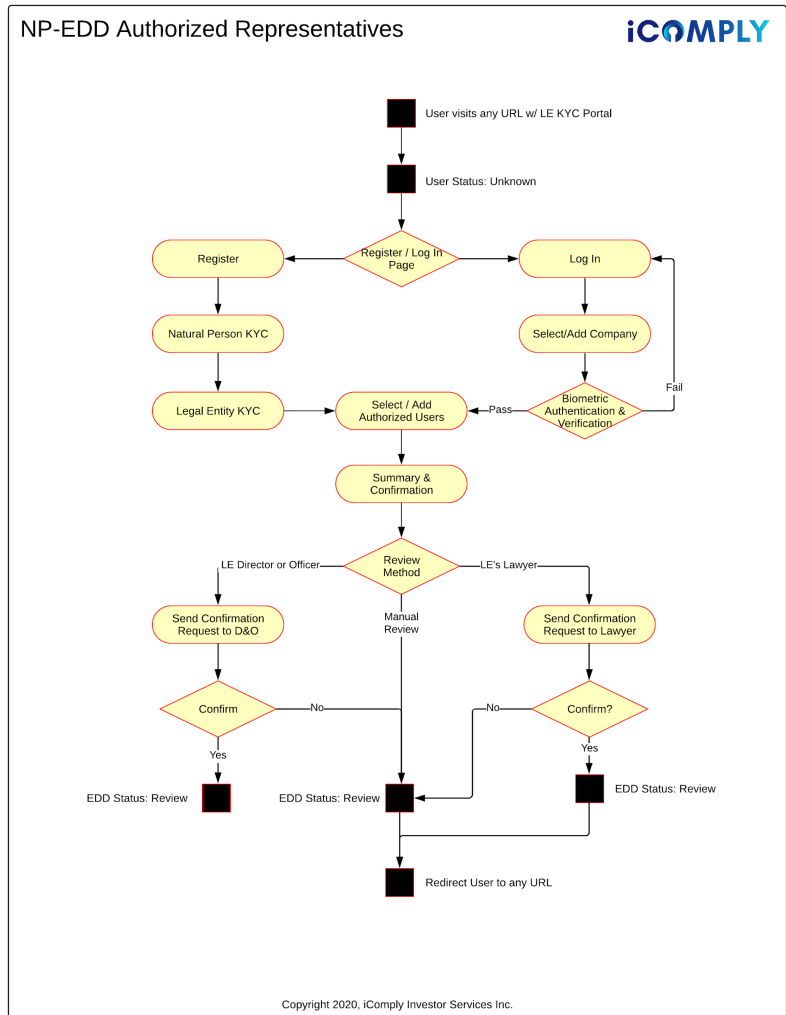 NP-EDD Authorized Representatives
iCOMPLY
User visits any URL w/ LE KYC Portal
User Status: Unknown
Register / Log In
Page
Register
Log In
Natural Person KYC
Select/Add Company
Fail
Legal Entity KYC
Select / Add
Authorized Users
Pass
Biometric
Authentication &
Verification
Summary &
Confirmation
LE Director or Officer
Review
Method
LE's Lawyer
Send Confirmation
Request to D&O
Manual
Review
Send Confirmation
Request to Lawyer
Confirm
No
No
Confirm?
Yes
Yes
EDD Status: Review
EDD Status: Review
EDD Status: Review
Redirect User to any URL
Copyright 2020, iComply Investor Services Inc.